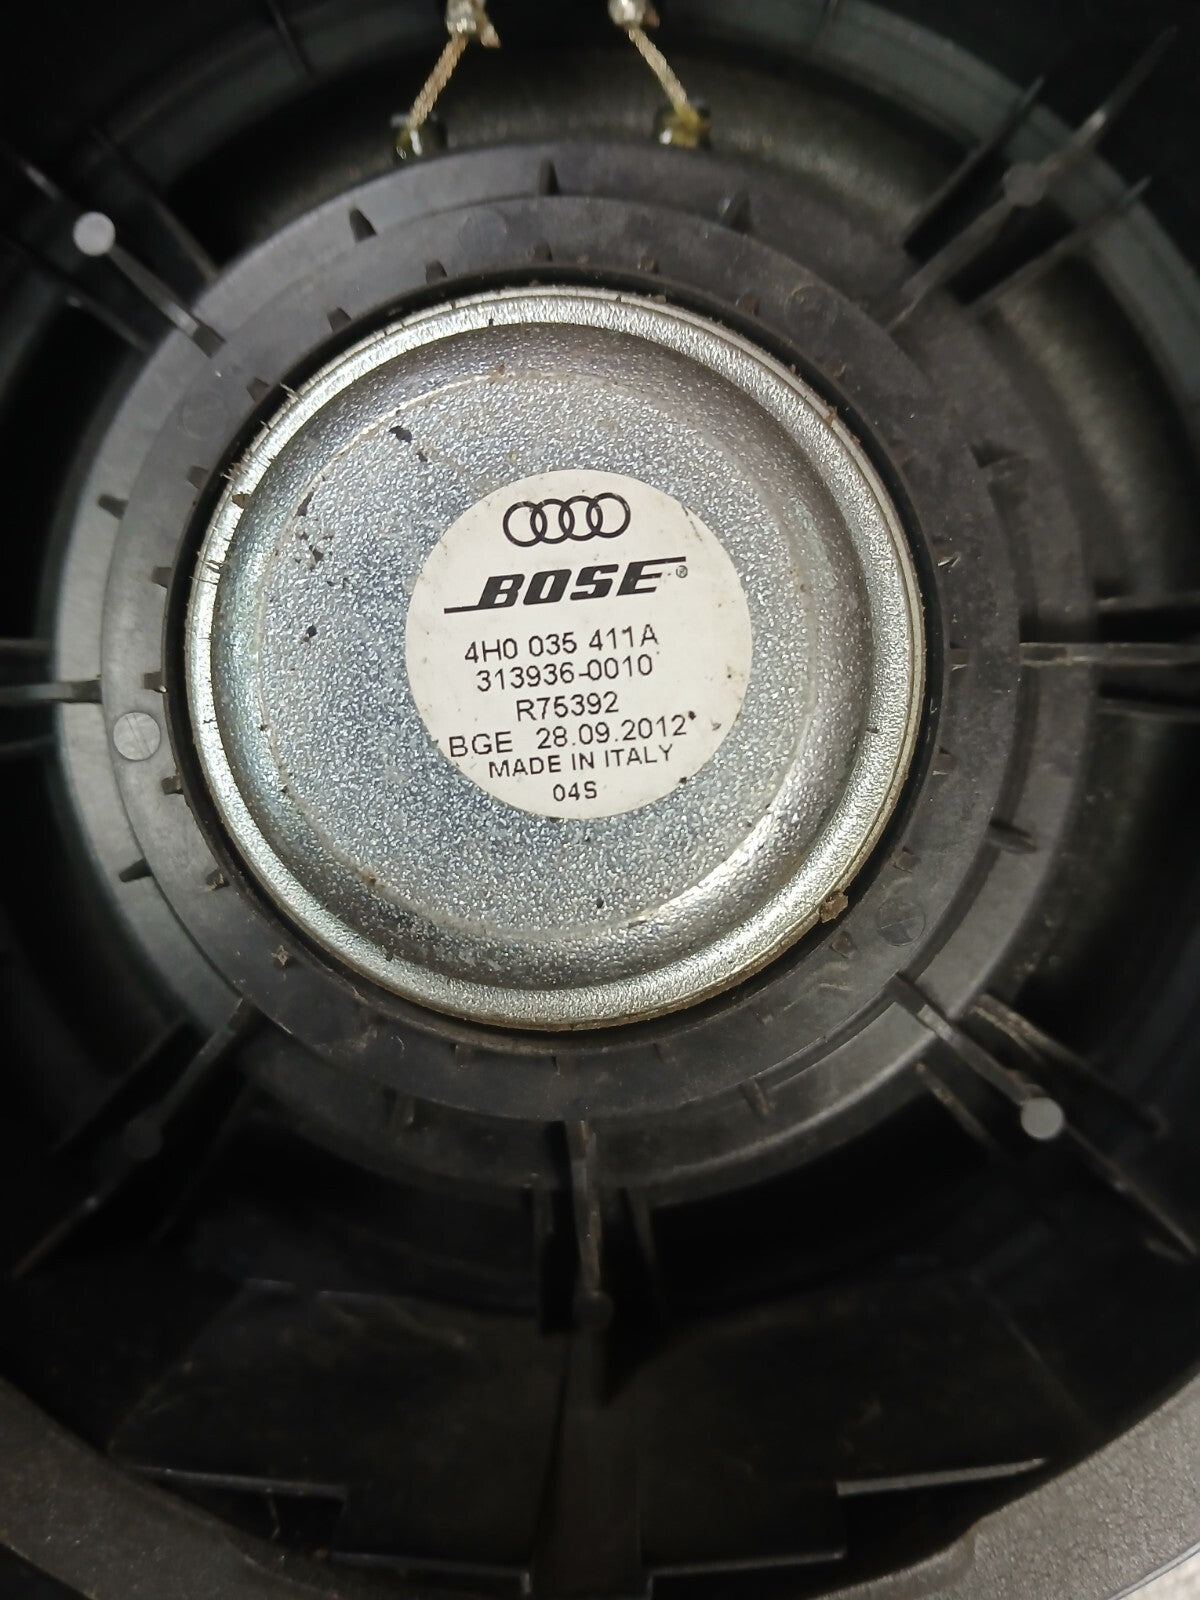 BOSE®
4H0 035 411A
313936-0010
R75392
BGE 28.09.2012
MADE IN ITALY
04S